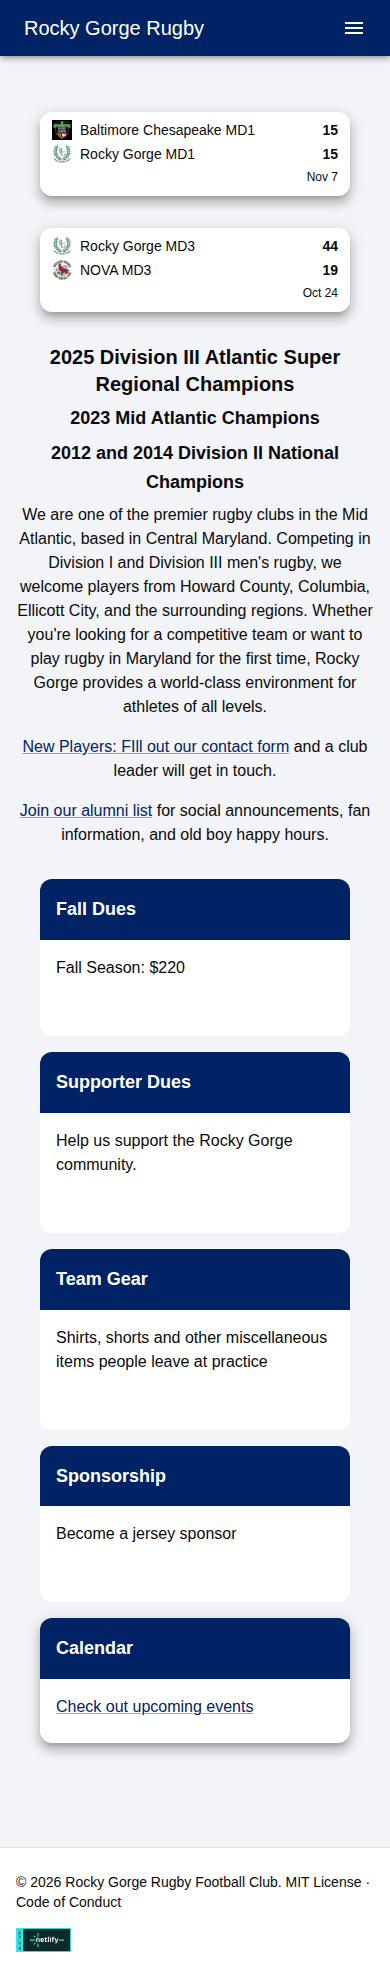 Rocky Gorge Rugby
Baltimore Chesapeake MD1 15
Rocky Gorge MD1 15
Nov 7
Rocky Gorge MD3 44
NOVA MD3 19
Oct 24
2025 Division III Atlantic Super
Regional Champions
2023 Mid Atlantic Champions
2012 and 2014 Division II National
Champions
We are one of the premier rugby clubs in the Mid
Atlantic, based in Central Maryland. Competing in
Division I and Division III men's rugby, we
welcome players from Howard County, Columbia,
Ellicott City, and the surrounding regions. Whether
you're looking for a competitive team or want to
play rugby in Maryland for the first time, Rocky
Gorge provides a world-class environment for
athletes of all levels.
New Players: FIll out our contact form and a club
leader will get in touch.
Join our alumni list for social announcements, fan
information, and old boy happy hours.
Fall Dues
Fall Season: $220
Supporter Dues
Help us support the Rocky Gorge
community.
Team Gear
Shirts, shorts and other miscellaneous
items people leave at practice
Sponsorship
Become a jersey sponsor
Calendar
Check out upcoming events
© 2026 Rocky Gorge Rugby Football Club. MIT License ·
Code of Conduct
netlify